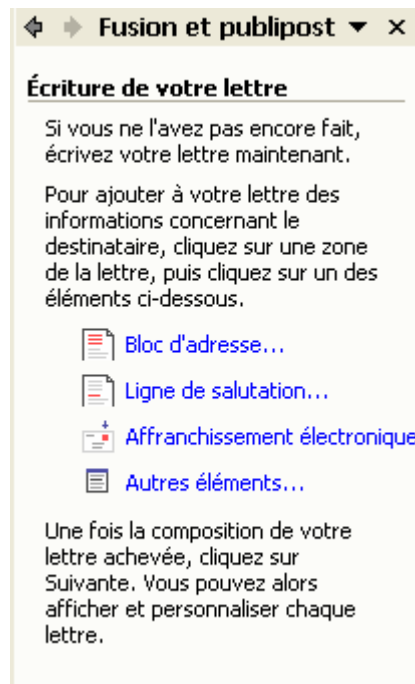 Fusion et publipost
Écriture de votre lettre
Si vous ne l'avez pas encore fait,
écrivez votre lettre maintenant.
Pour ajouter à votre lettre des
informations concernant le
destinataire, cliquez sur une zone
de la lettre, puis cliquez sur un des
éléments ci-dessous.
Bloc d'adresse...
Ligne de salutation...
Affranchissement électronique
Autres éléments...
Une fois la composition de votre
lettre achevée, cliquez sur
Suivante. Vous pouvez alors
afficher et personnaliser chaque
lettre.